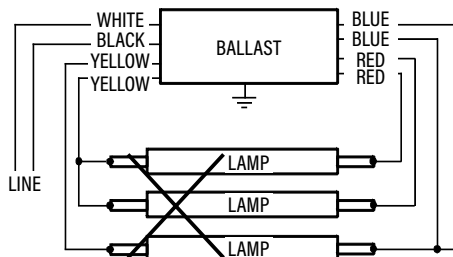 WHITE
BLACK
YELLOW
YELLOW
BALLAST
BLUE
BLUE
RED
RED
LINE
LAMP
LAMP
LAMP